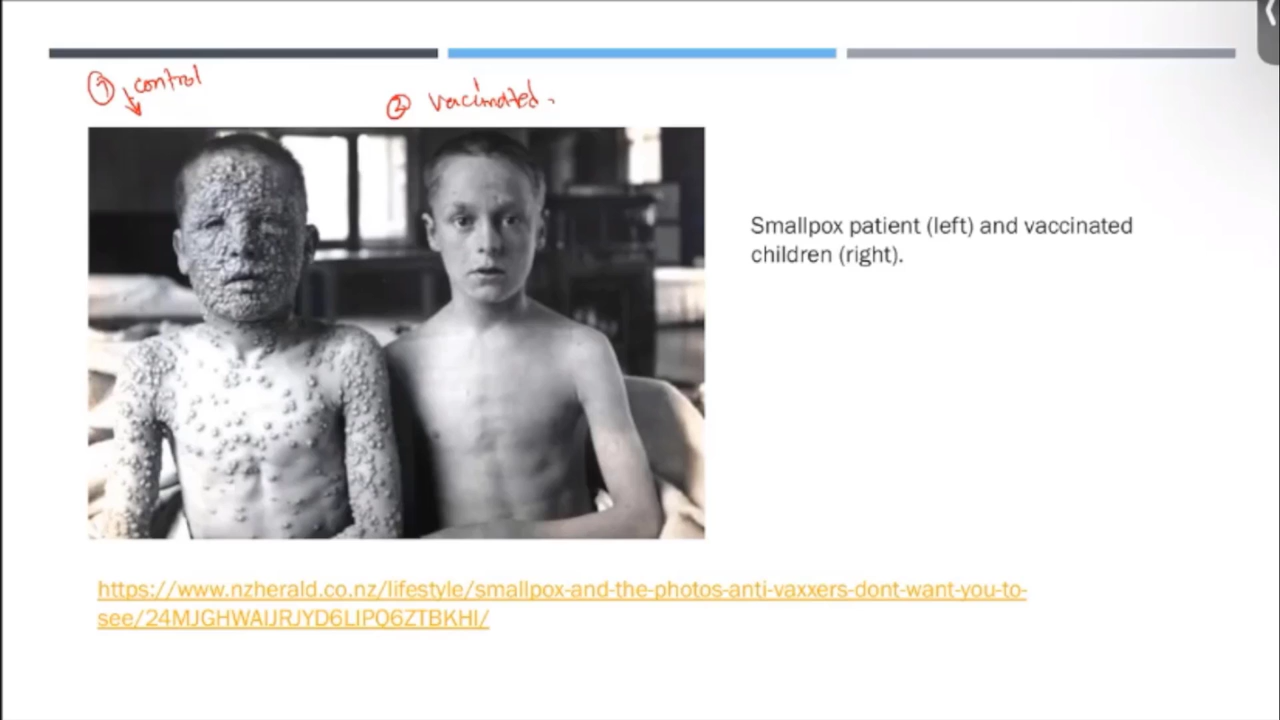 ① control
② vaccinated.
Smallpox patient (left) and vaccinated
children (right).
https://www.nzherald.co.nz/lifestyle/smallpox-and-the-photos-anti-vaxxers-dont-want-you-to-
see/24MJGHWAIJRJYD6LIPQ6ZTBKHI/